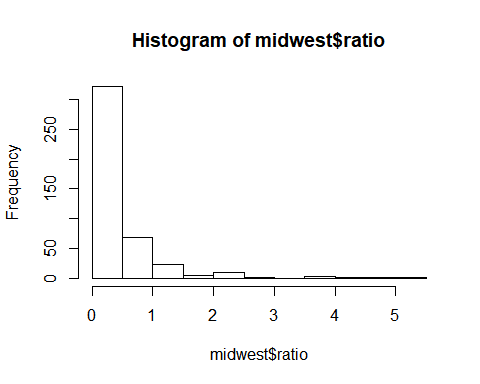 Histogram of midwest$ratio
Frequency
250
150
50
0
0 1 2 3 4 5
midwest$ratio